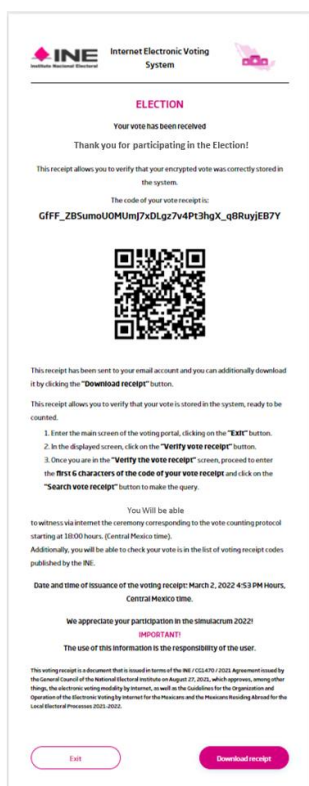 INE
Instituto Nacional Electoral
Internet Electronic Voting
System
ELECTION
Your vote has been received
Thank you for participating in the Election!
This receipt allows you to verify that your encrypted vote was correctly stored in
the system.
The code of your vote receipt is:
GfFF_ZBSumoU0MUmJ7xDLgz7v4Pt3hgX_q8RuyjEB7Y
This receipt has been sent to your email account and you can additionally download
it by clicking the "Download receipt" button.
This receipt allows you to verify that your vote is stored in the system, ready to be
counted.
1. Enter the main screen of the voting portal, clicking on the "Exit" button.
2. In the displayed screen, click on the "Verify vote receipt" button.
3. Once you are in the "Verify the vote receipt" screen, proceed to enter
the first 6 characters of the code of your vote receipt and click on the
"Search vote receipt" button to make the query.
You Will be able
to witness via internet the ceremony corresponding to the vote counting protocol
starting at 18:00 hours. (Central Mexico time).
Additionally, you will be able to check your vote is in the list of voting receipt codes
published by the INE.
Date and time of issuance of the voting receipt: March 2, 2022 4:53 PM Hours,
Central Mexico time.
We appreciate your participation in the simulacrum 2022!
IMPORTANT!
The use of this information is the responsibility of the user.
This voting receipt is a document that is issued in terms of the INE / CG1470 / 2021 Agreement issued by
the General Council of the National Electoral Institute on August 27, 2021, which approves, among other
things, the electronic voting modality by Internet, as well as the Guidelines for the Organization and
Operation of the Electronic Voting by Internet for the Mexicans and the Mexicans Residing Abroad for the
Local Electoral Processes 2021-2022.
Exit
Download receipt